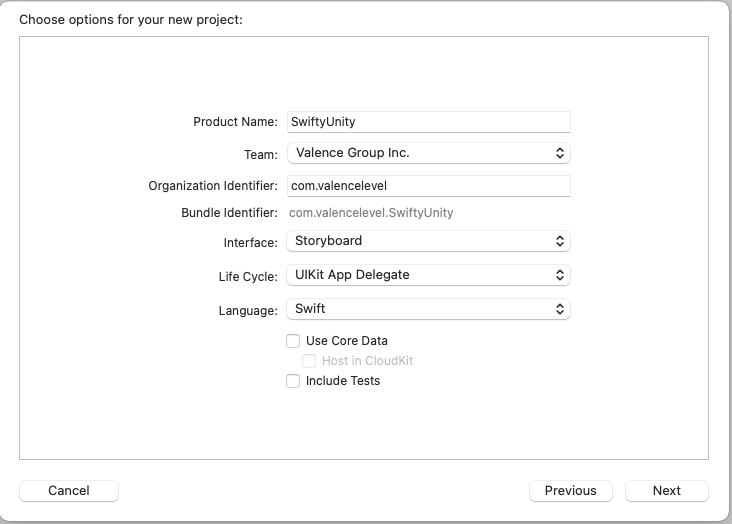 Choose options for your new project:
Product Name: SwiftyUnity
Team: Valence Group Inc.
Organization Identifier: com.valencelevel
Bundle Identifier: com.valencelevel.SwiftyUnity
Interface: Storyboard
Life Cycle: UIKit App Delegate
Language: Swift
Use Core Data
Host in CloudKit
Include Tests
Cancel Previous Next